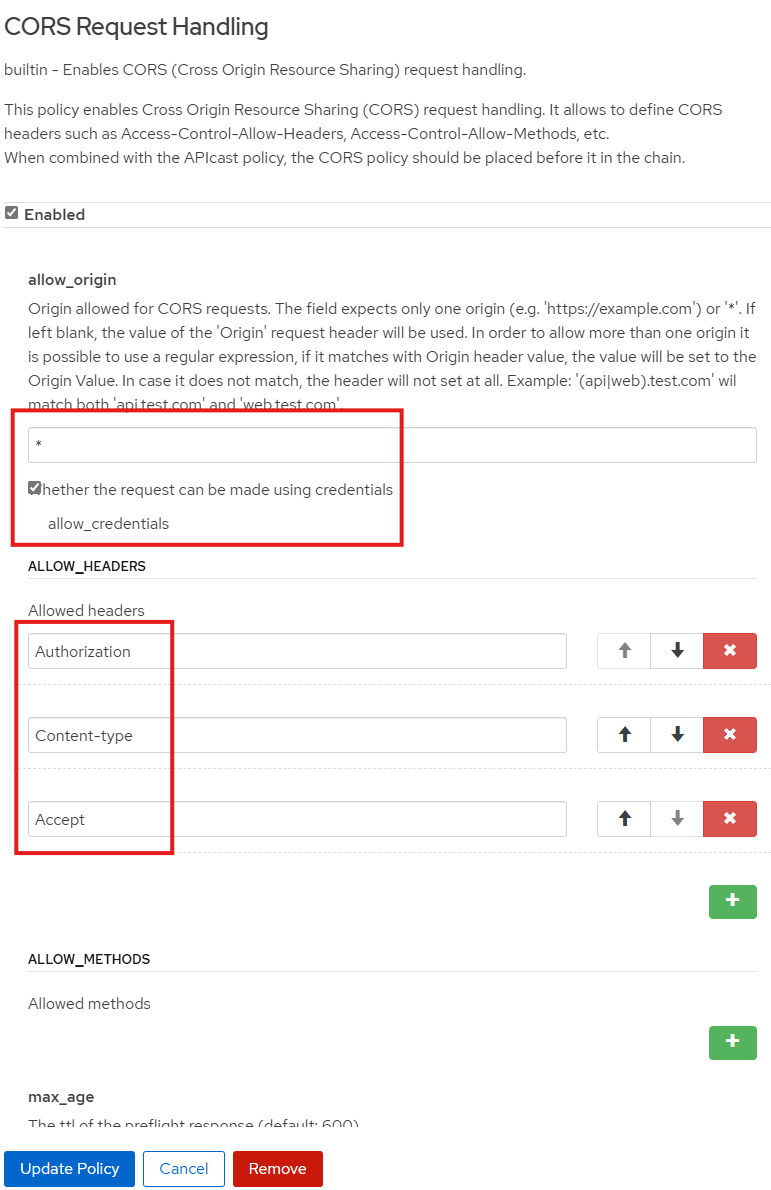 CORS Request Handling
builtin - Enables CORS (Cross Origin Resource Sharing) request handling.
This policy enables Cross Origin Resource Sharing (CORS) request handling. It allows to define CORS
headers such as Access-Control-Allow-Headers, Access-Control-Allow-Methods, etc.
When combined with the APIcast policy, the CORS policy should be placed before it in the chain.
Enabled
allow_origin
Origin allowed for CORS requests. The field expects only one origin (e.g. 'https://example.com') or '*'. If
left blank, the value of the 'Origin' request header will be used. In order to allow more than one origin it
is possible to use a regular expression, if it matches with Origin header value, the value will be set to the
Origin Value. In case it does not match, the header will not set at all. Example: '(api|web).test.com' wil
match both 'api.test.com' and 'web.test.com'.
*
hether the request can be made using credentials
allow_credentials
ALLOW_HEADERS
Allowed headers
Authorization
Content-type
Accept
ALLOW_METHODS
Allowed methods
max_age
The ttl of the preflight response (default: 600)
Update Policy Cancel Remove